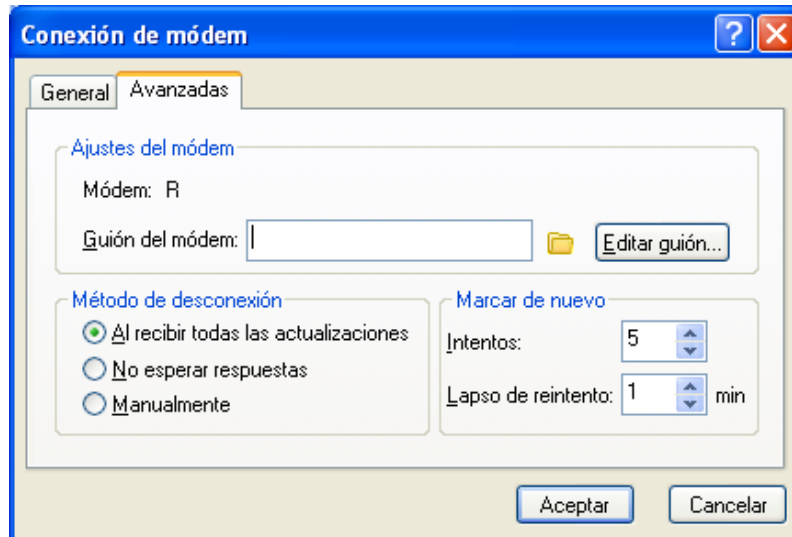 Conexión de módem
General
Avanzadas
Ajustes del módem
Módem: R
Guión del módem:
Editar guión...
Método de desconexión
Al recibir todas las actualizaciones
No esperar respuestas
Manualmente
Marcar de nuevo
Intentos: 5
Lapso de reintento: 1 min
Aceptar
Cancelar